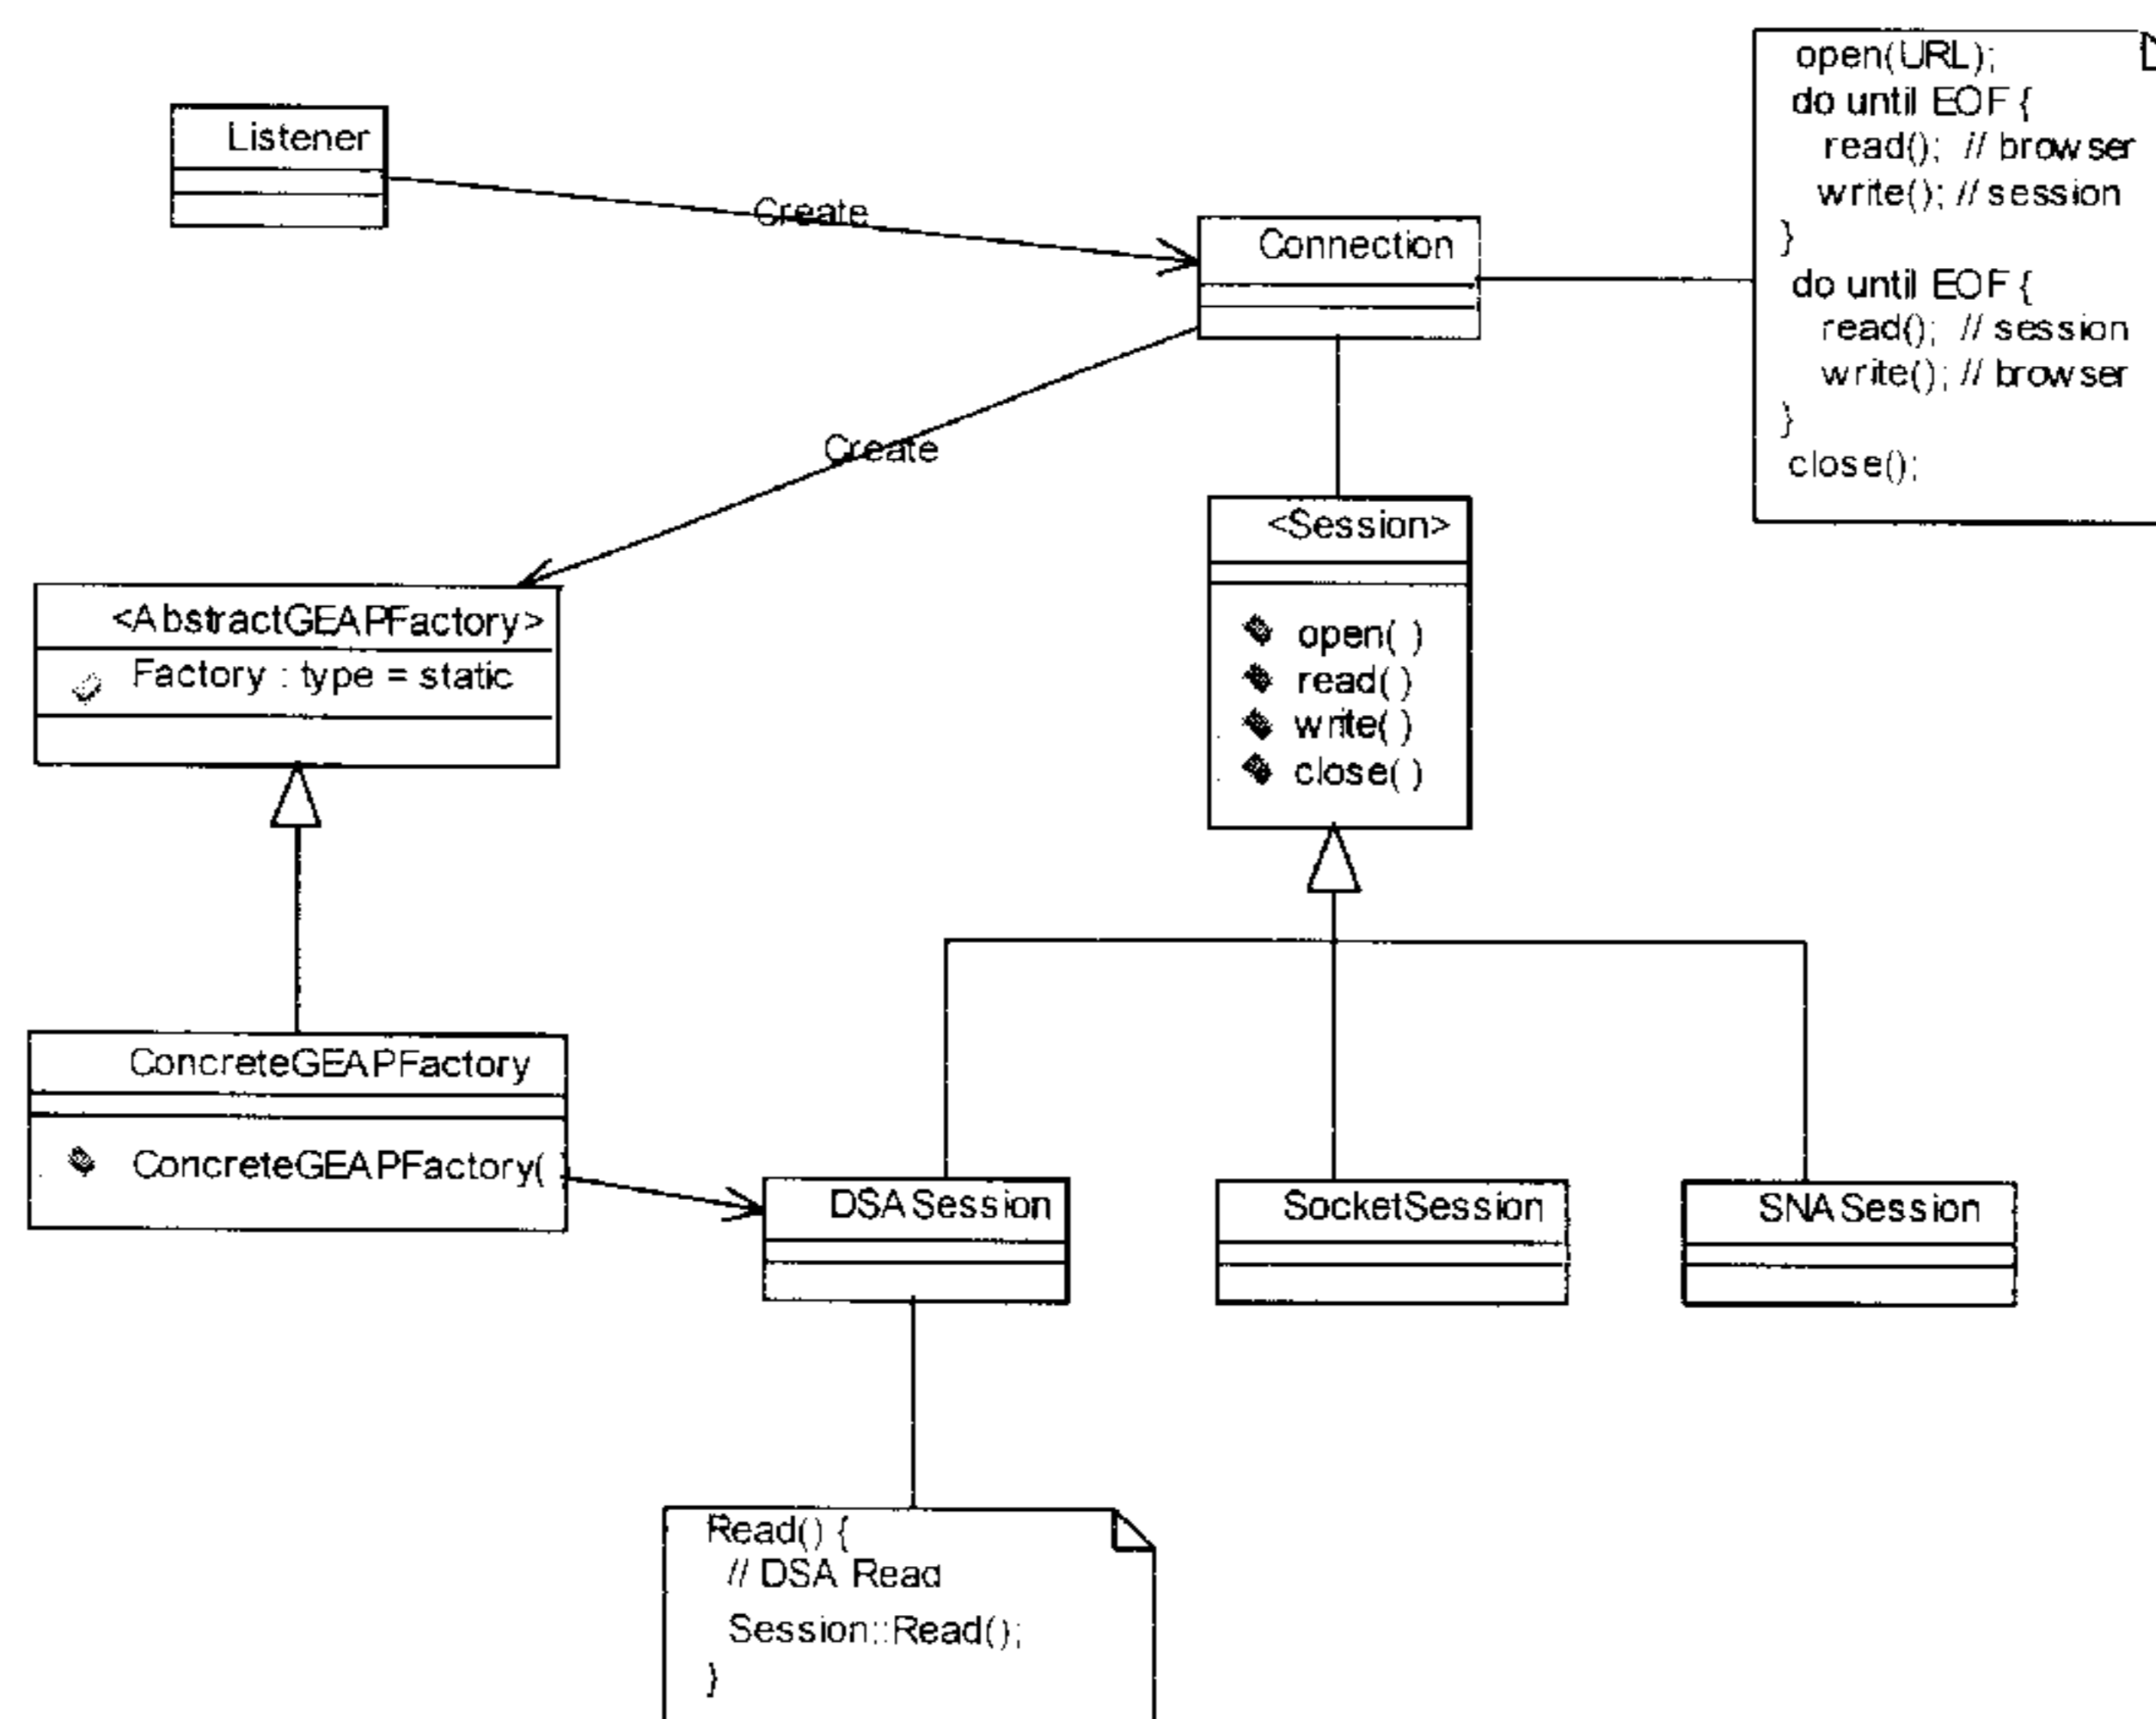 Listener
Create
Connection
open(URL);
do until EOF {
read(); // browser
write(); // session
}
do until EOF {
read(); // session
write(); // browser
}
close();
Create
<Session>
open( )
read( )
write( )
close( )
<AbstractGEAPFactory>
Factory : type = static
ConcreteGEAPFactory
ConcreteGEAPFactory(
DSASession
SocketSession
SNASession
Read() {
// DSA Read
Session::Read();
}